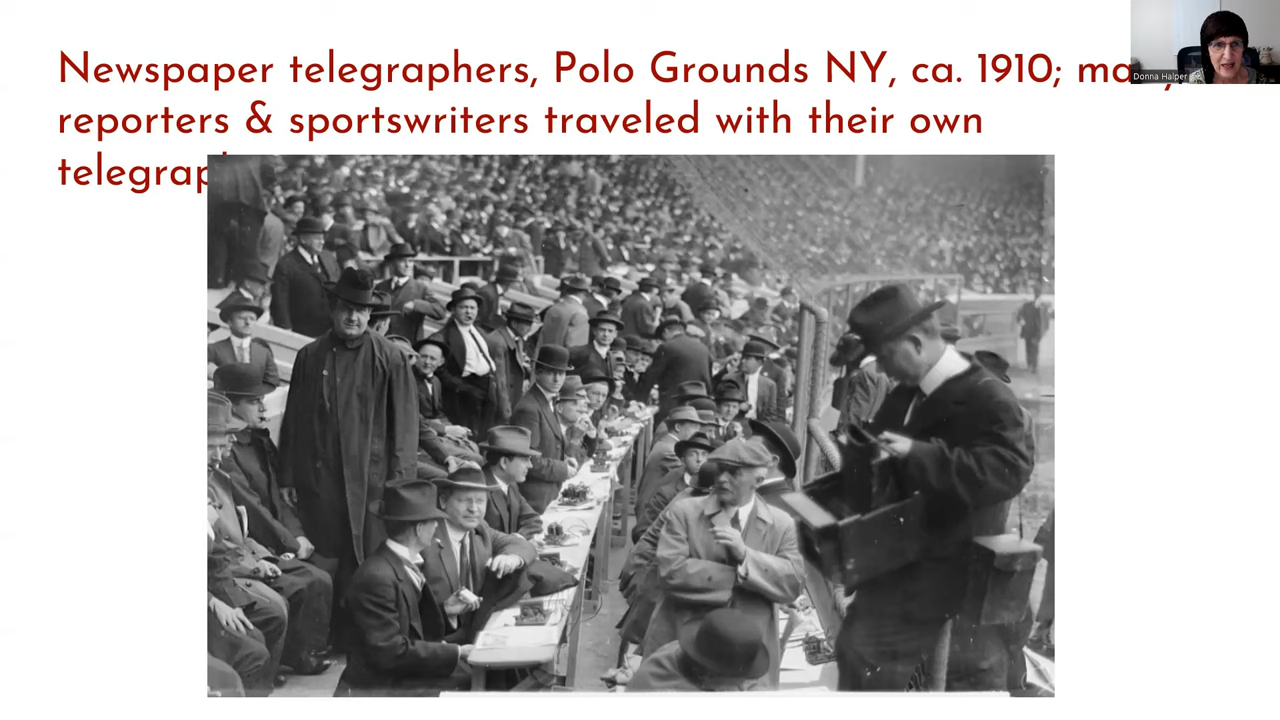 Newspaper telegraphers, Polo Grounds NY, ca. 1910;
reporters & sportswriters traveled with their own
Donna Halper